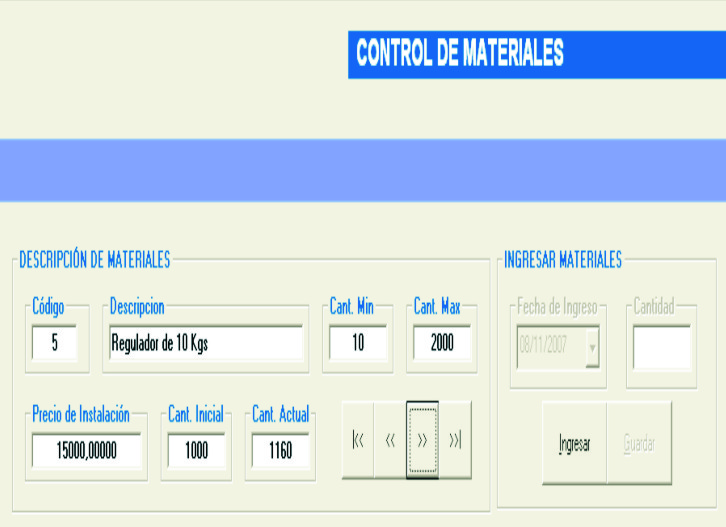 CONTROL DE MATERIALES
DESCRIPCIÓN DE MATERIALES
Código Descripcion Cant. Min Cant. Max
5 Regulador de 10 Kgs 10 2000
Precio de Instalación Cant. Inicial Cant. Actual
15000,00000 1000 1160 |<< << >> >>|
INGRESAR MATERIALES
Fecha de Ingreso Cantidad
08/11/2007
Ingresar Guardar